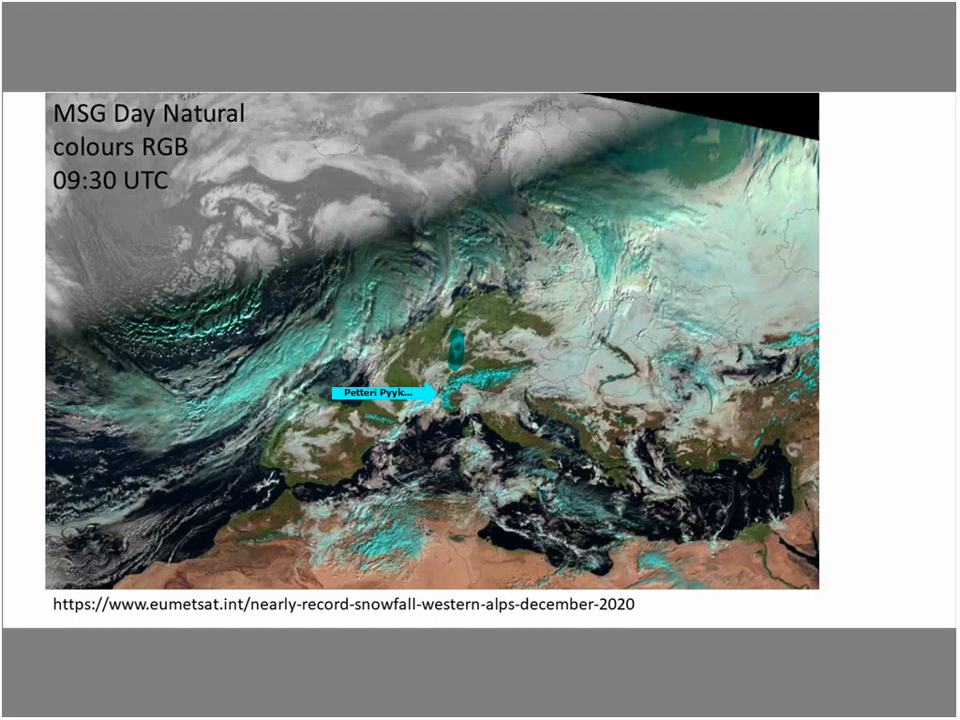 MSG Day Natural
colours RGB
09:30 UTC
Petteri Pyyk...
https://www.eumetsat.int/nearly-record-snowfall-western-alps-december-2020